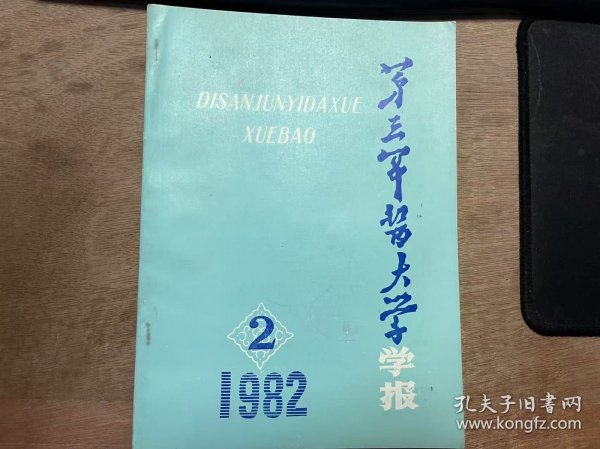 DISANJUNYIDAXUE
XUEBAO
第三军医大学
学报
2
1982
孔夫子旧书网
www.kongfz.com